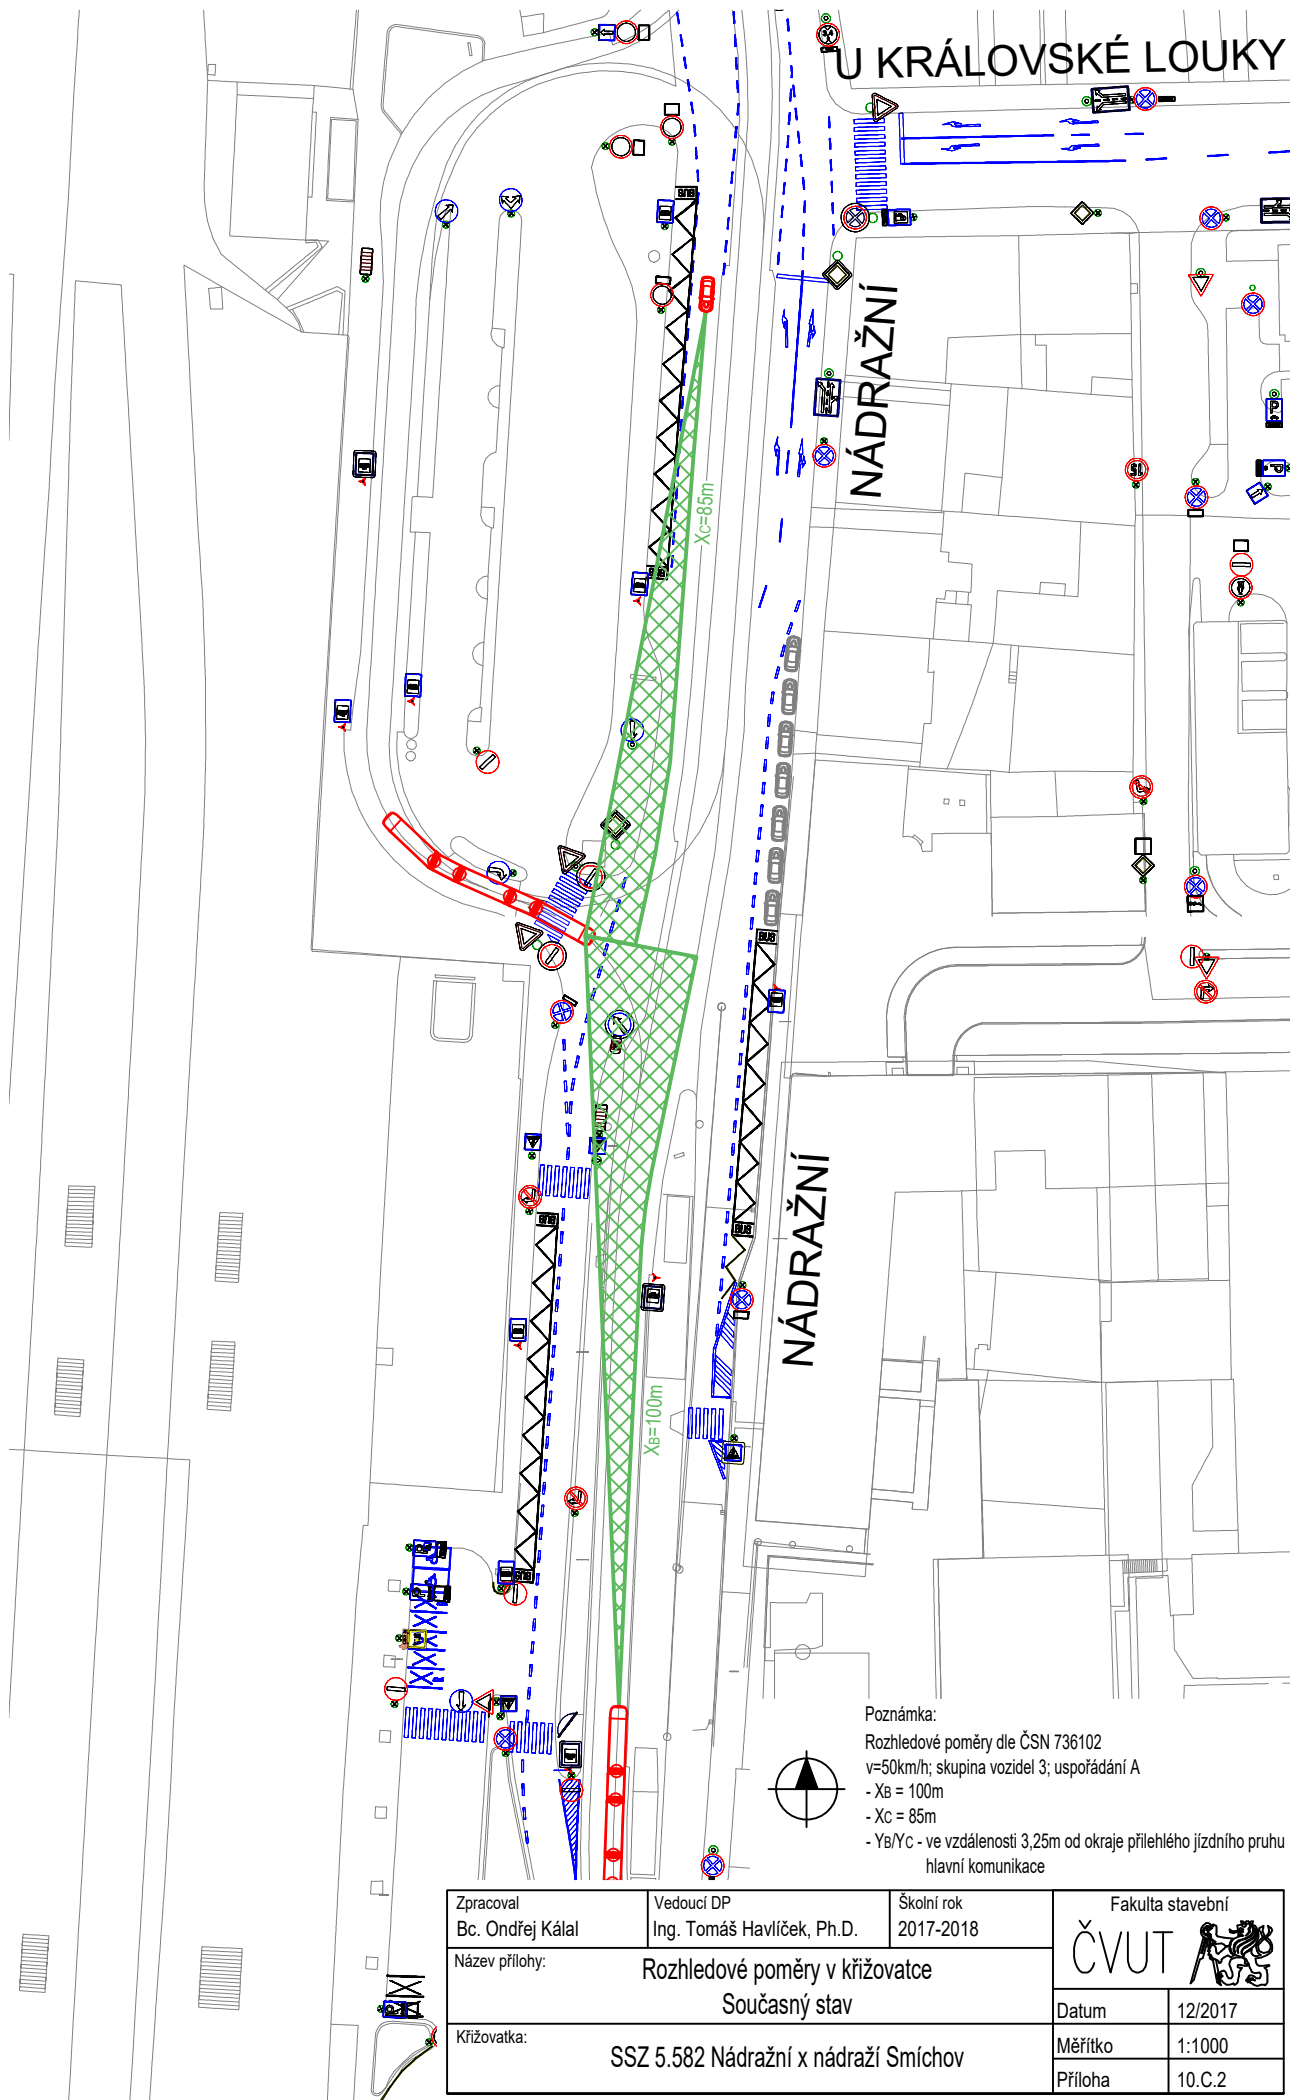 U KRÁLOVSKÉ LOUKY
3,4
BUS
NÁDRAŽNÍ
P
15
P
Xc=85m
BUS
BUS
BUS
BUS
NÁDRAŽNÍ
XB=100m
BUS
Poznámka:
Rozhledové poměry dle ČSN 736102
v=50km/h; skupina vozidel 3; uspořádání A
- XB = 100m
- Xc = 85m
- YB/Yc - ve vzdálenosti 3,25m od okraje přilehlého jízdního pruhu
hlavní komunikace
Zpracoval
Bc. Ondřej Kálal
Vedoucí DP
Ing. Tomáš Havlíček, Ph.D.
Školní rok
2017-2018
Fakulta stavební
ČVUT
Název přílohy:
Rozhledové poměry v křižovatce
Současný stav
Datum
12/2017
Křižovatka:
SSZ 5.582 Nádražní x nádraží Smíchov
Měřítko
1:1000
Příloha
10.C.2